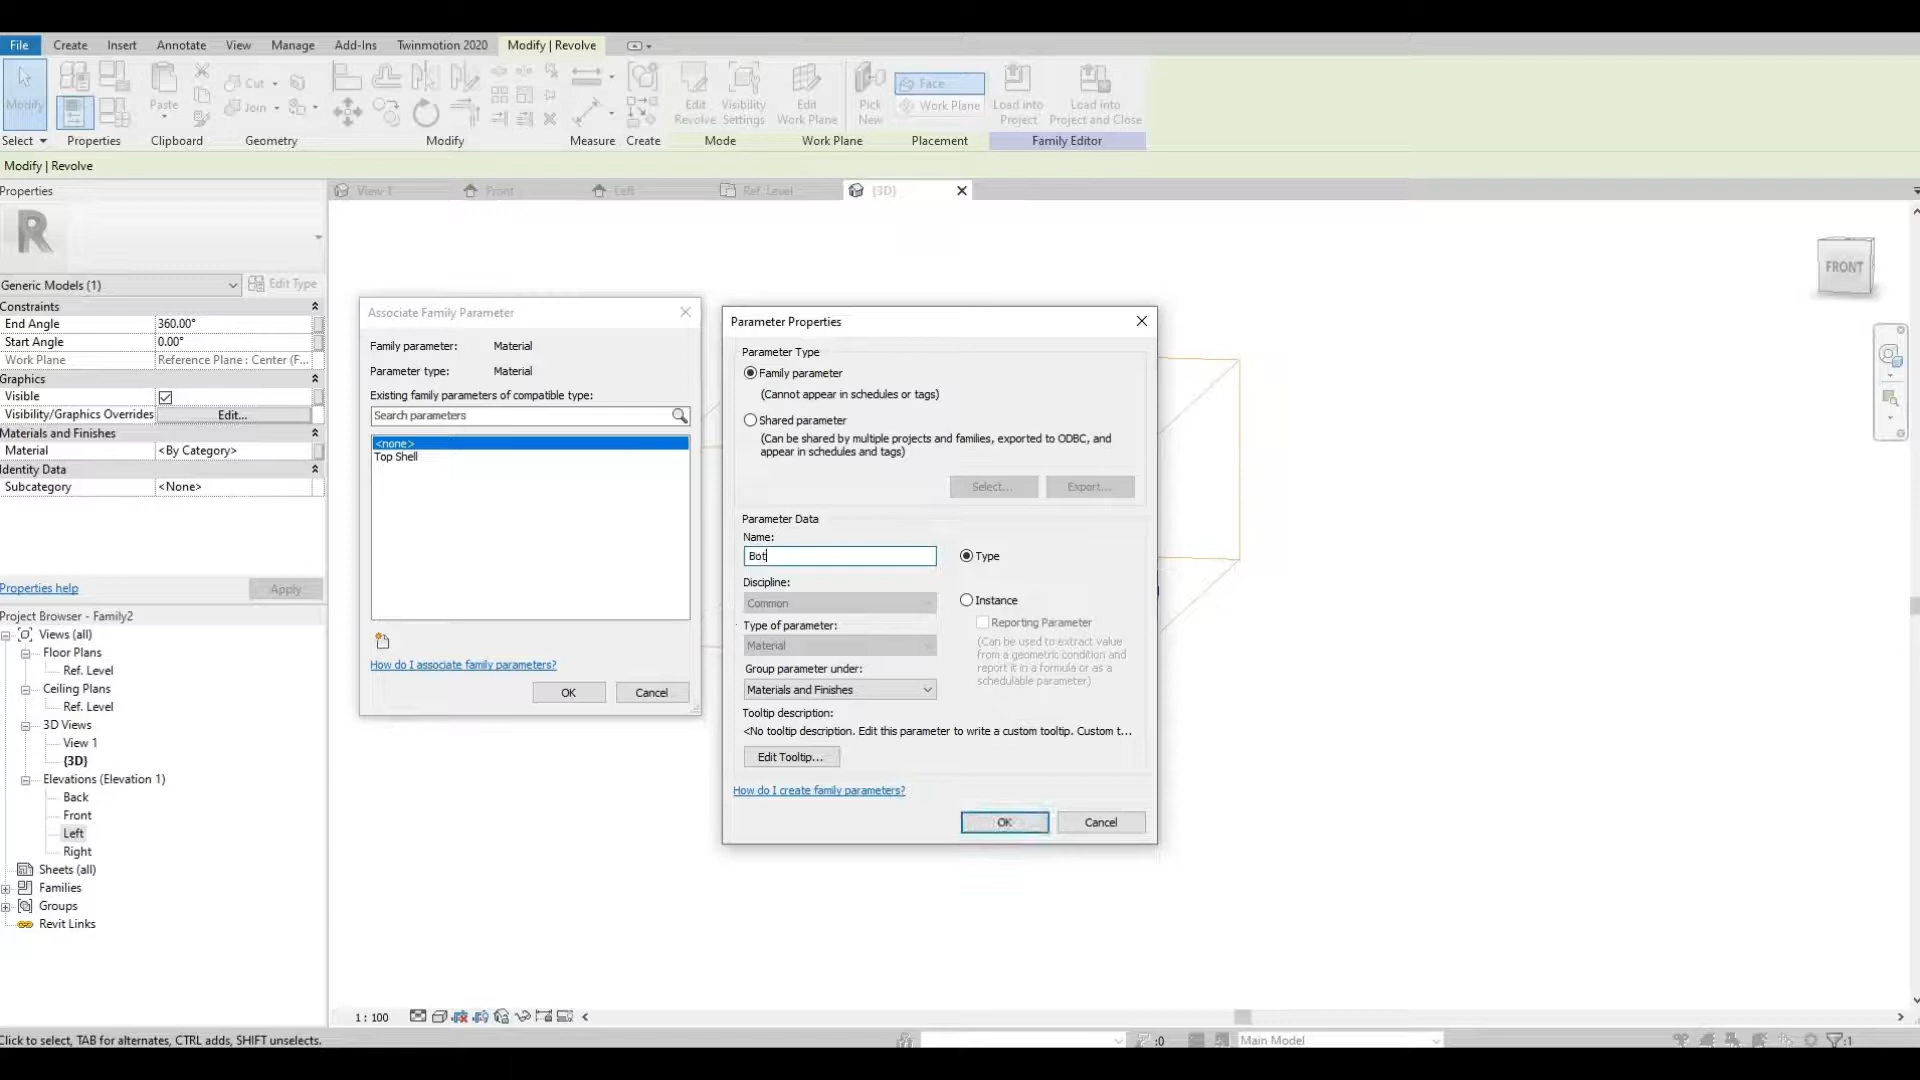 File Create Insert Annotate View Manage Add-Ins Twinmotion 2020 Modify | Revolve
Modify
Paste
Cut
Join
Edit Revolve
Visibility Settings
Edit Work Plane
Pick New
Face
Work Plane
Load into Project
Load into Project and Close
Select Properties Clipboard Geometry Modify Measure Create Mode Work Plane Placement Family Editor
Modify | Revolve
Properties
View 1 Front Left Ref. Level {3D}
R
FRONT
Generic Models (1) Edit Type
Constraints
End Angle 360.00°
Start Angle 0.00°
Work Plane Reference Plane : Center (F...
Graphics
Visible
Visibility/Graphics Overrides Edit...
Materials and Finishes
Material <By Category>
Identity Data
Subcategory <None>
Properties help Apply
Project Browser - Family2
Views (all)
Floor Plans
Ref. Level
Ceiling Plans
Ref. Level
3D Views
View 1
{3D}
Elevations (Elevation 1)
Back
Front
Left
Right
Sheets (all)
Families
Groups
Revit Links
Associate Family Parameter
Family parameter: Material
Parameter type: Material
Existing family parameters of compatible type:
Search parameters
<none>
Top Shell
How do I associate family parameters?
OK Cancel
Parameter Properties
Parameter Type
Family parameter
(Cannot appear in schedules or tags)
Shared parameter
(Can be shared by multiple projects and families, exported to ODBC, and
appear in schedules and tags)
Select... Export...
Parameter Data
Name:
Bot
Type
Discipline:
Common
Instance
Reporting Parameter
(Can be used to extract value
from a geometric condition and
report it in a formula or as a
schedulable parameter)
Type of parameter:
Material
Group parameter under:
Materials and Finishes
Tooltip description:
<No tooltip description. Edit this parameter to write a custom tooltip. Custom t...
Edit Tooltip...
How do I create family parameters?
OK Cancel
1 : 100
Click to select, TAB for alternates, CTRL adds, SHIFT unselects.
:0
Main Model
:1